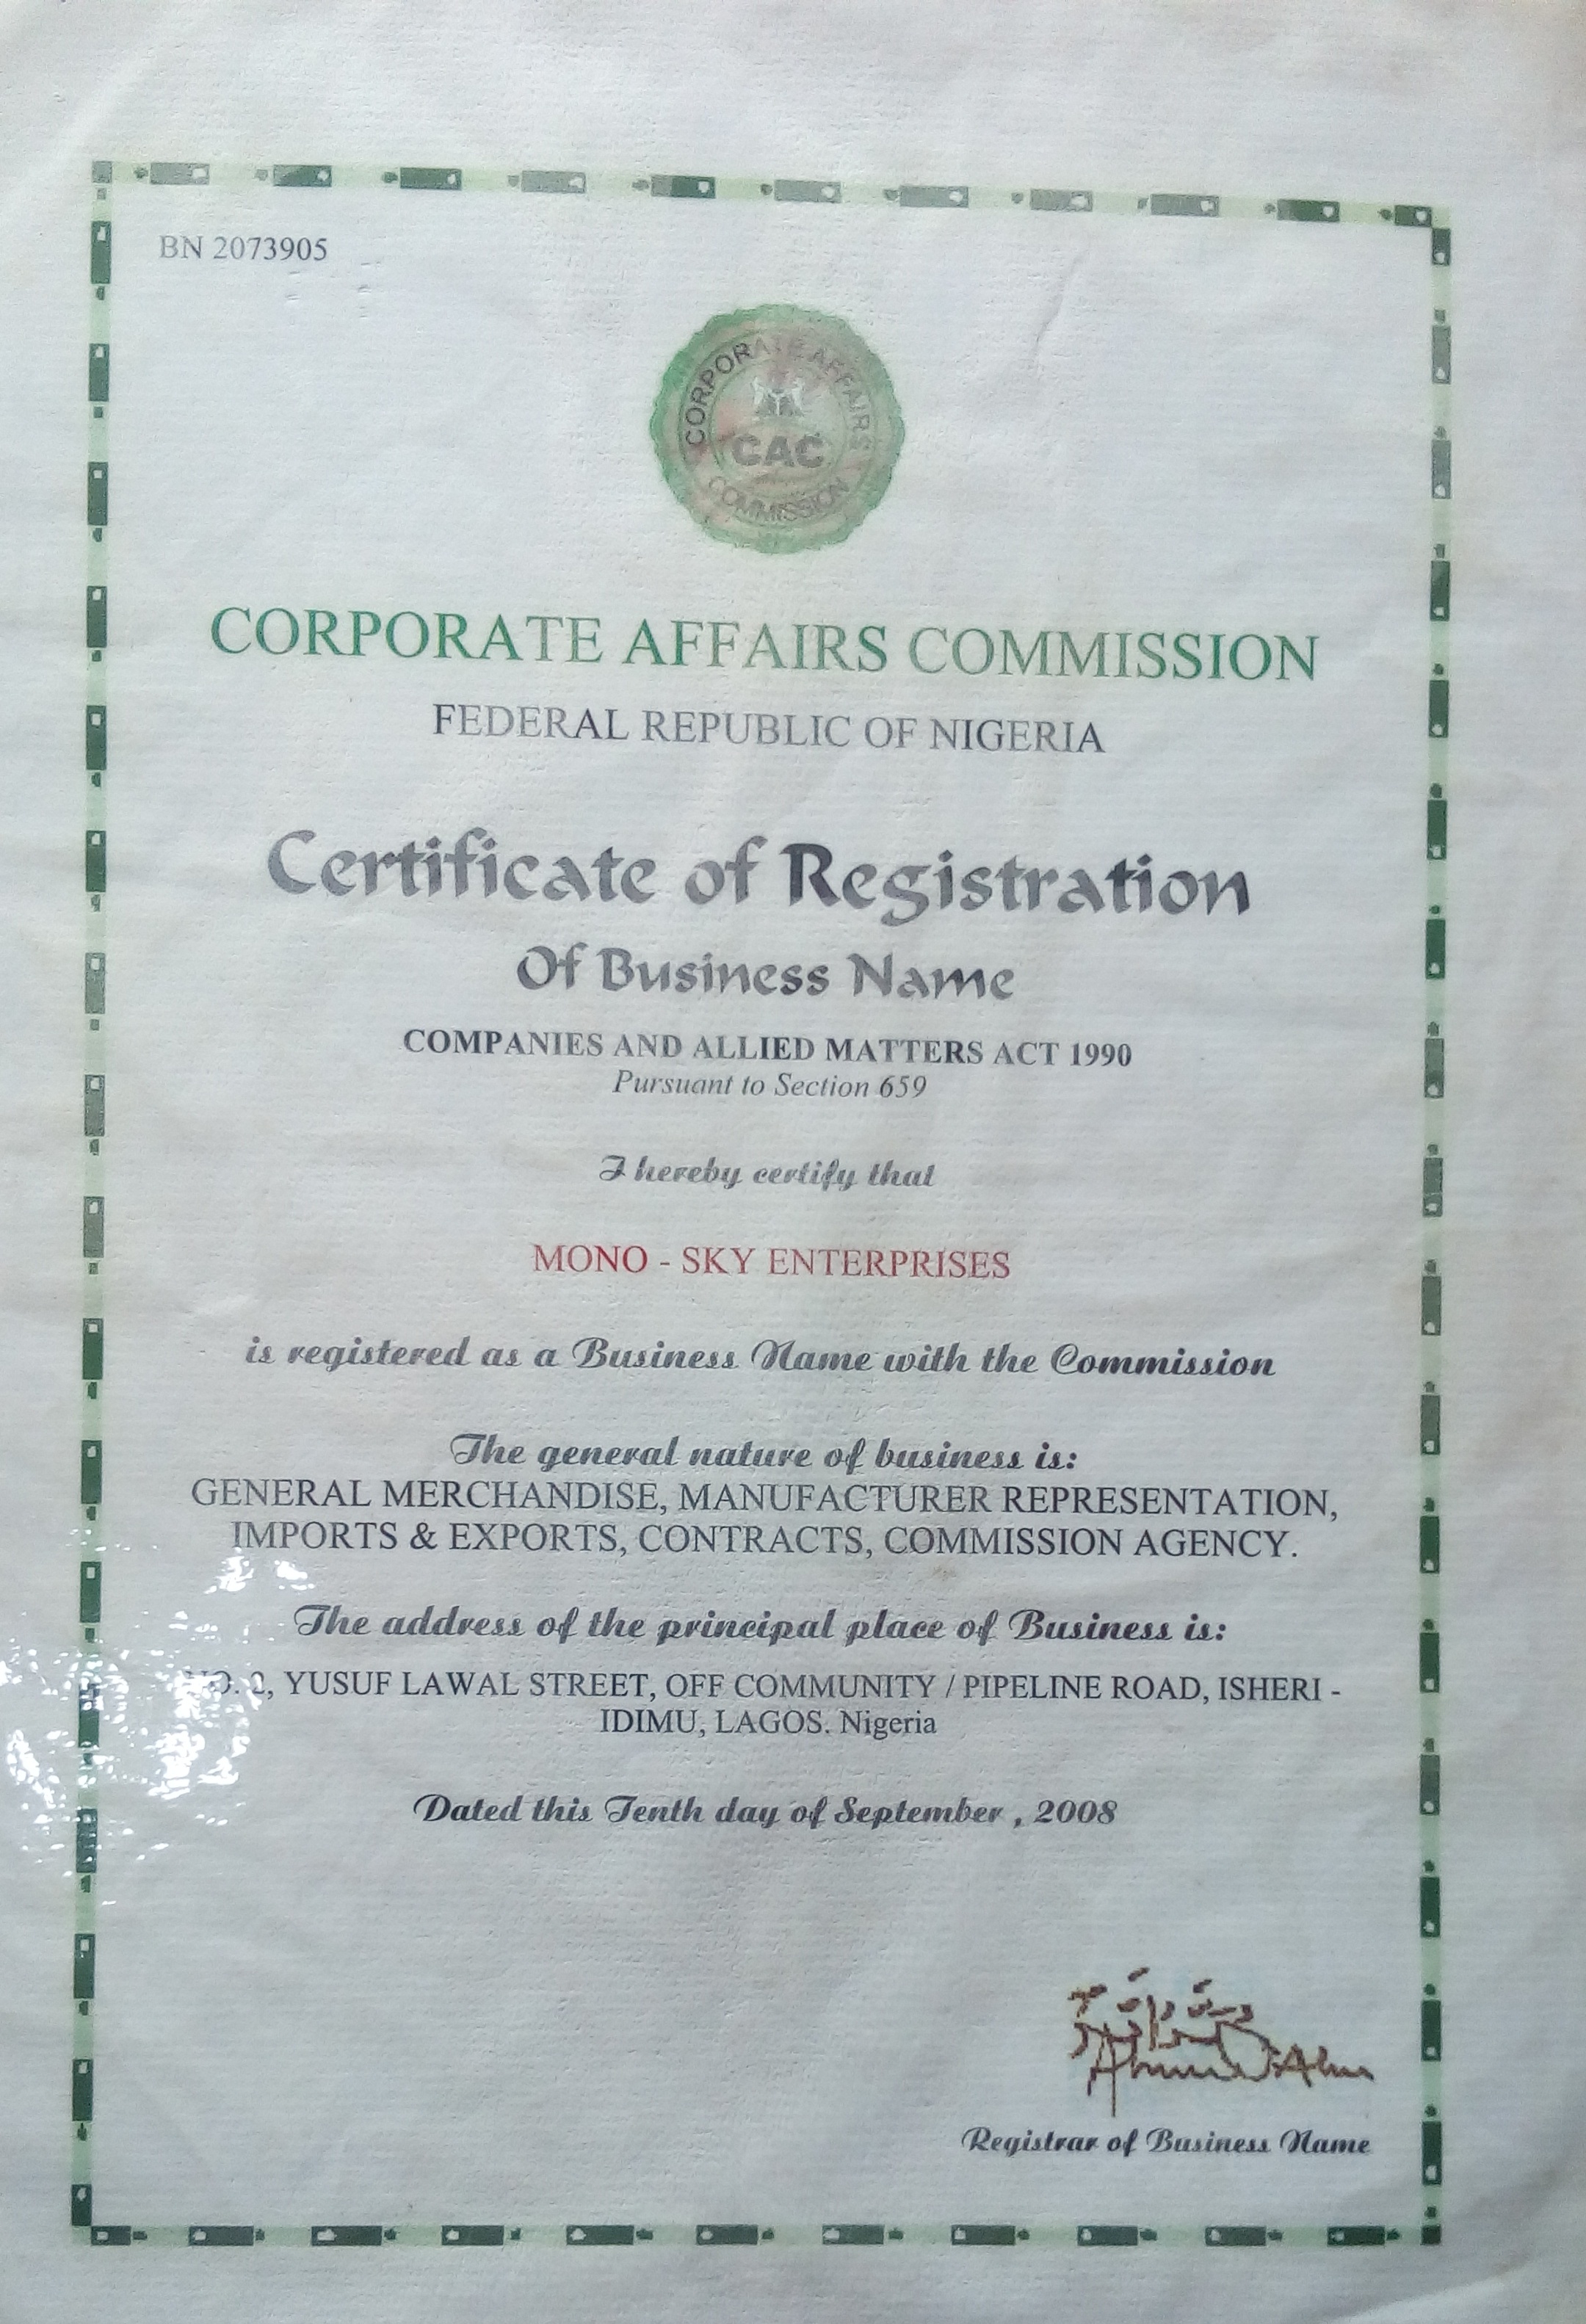 BN 2073905
CORPORATE AFFAIRS
CAC
COMMISSION
CORPORATE AFFAIRS COMMISSION
FEDERAL REPUBLIC OF NIGERIA
Certificate of Registration
Of Business Name
COMPANIES AND ALLIED MATTERS ACT 1990
Pursuant to Section 659
I hereby certify that
MONO - SKY ENTERPRISES
is registered as a Business Name with the Commission
The general nature of business is:
GENERAL MERCHANDISE, MANUFACTURER REPRESENTATION,
IMPORTS & EXPORTS, CONTRACTS, COMMISSION AGENCY.
The address of the principal place of Business is:
YUSUF LAWAL STREET, OFF COMMUNITY / PIPELINE ROAD, ISHERI -
IDIMU, LAGOS. Nigeria
Dated this Tenth day of September , 2008
Registrar of Business Name